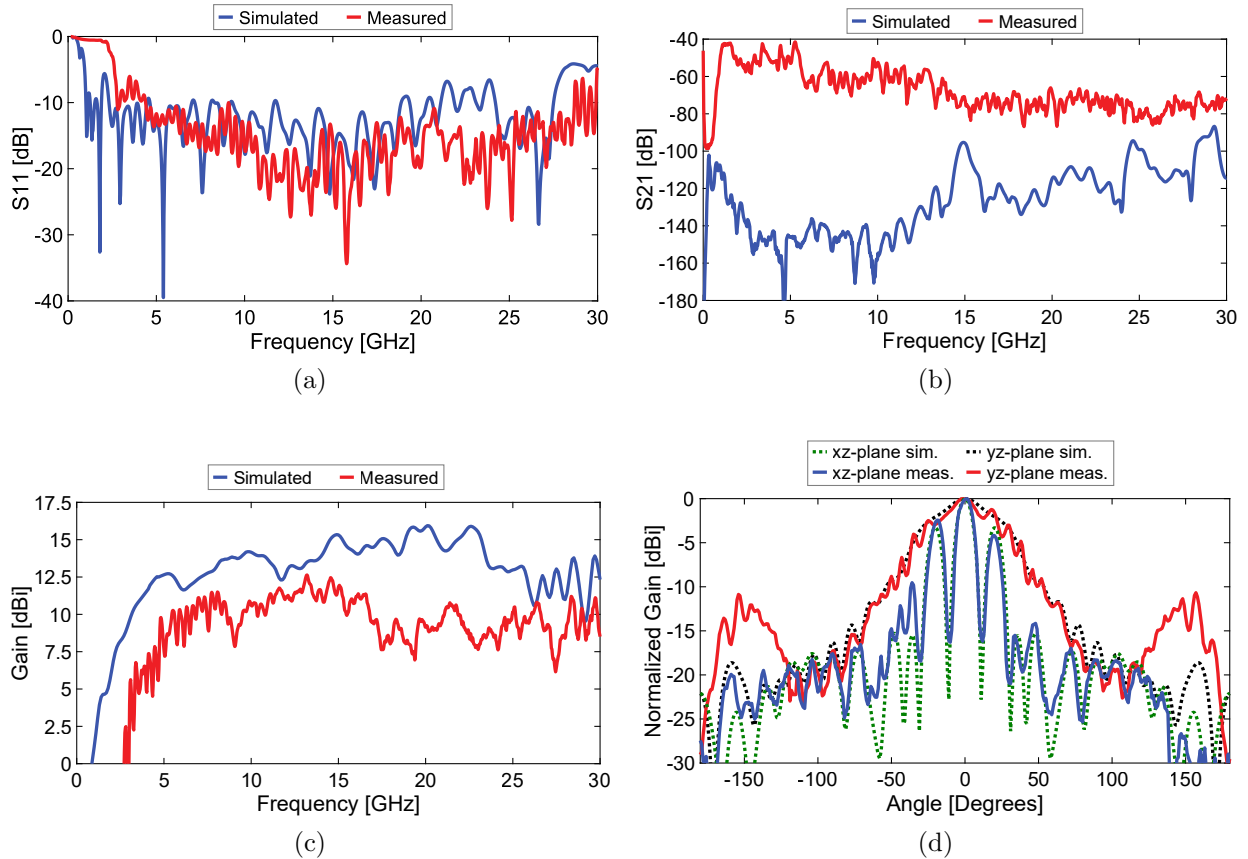 Simulated Measured
0
-10
-20
-30
-40
S11 [dB]
0 5 10 15 20 25 30
Frequency [GHz]
(a)
Simulated Measured
-40
-60
-80
-100
-120
-140
-160
-180
S21 [dB]
0 5 10 15 20 25 30
Frequency [GHz]
(b)
Simulated Measured
17.5
15
12.5
10
7.5
5
2.5
0
Gain [dBi]
0 5 10 15 20 25 30
Frequency [GHz]
(c)
xz-plane sim. yz-plane sim.
xz-plane meas. yz-plane meas.
0
-5
-10
-15
-20
-25
-30
Normalized Gain [dBi]
-150 -100 -50 0 50 100 150
Angle [Degrees]
(d)